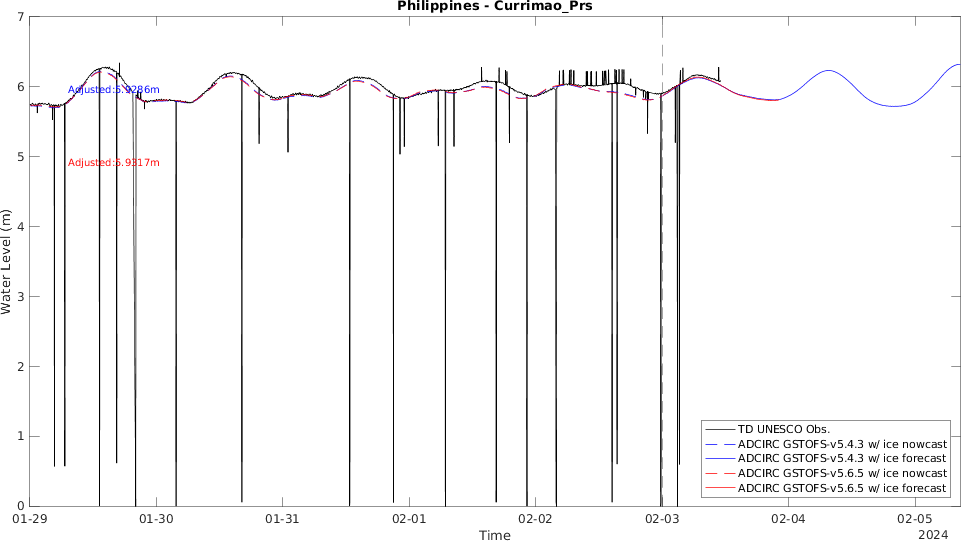 Philippines - Currimao_Prs
7
6
5
4
3
2
1
0
Water Level (m)
Adjusted:5.9286m
Adjusted:5.9317m
TD UNESCO Obs.
ADCIRC GSTOFS-v5.4.3 w/ ice nowcast
ADCIRC GSTOFS-v5.4.3 w/ ice forecast
ADCIRC GSTOFS-v5.6.5 w/ ice nowcast
ADCIRC GSTOFS-v5.6.5 w/ ice forecast
01-29 01-30 01-31 02-01 02-02 02-03 02-04 02-05
Time
2024